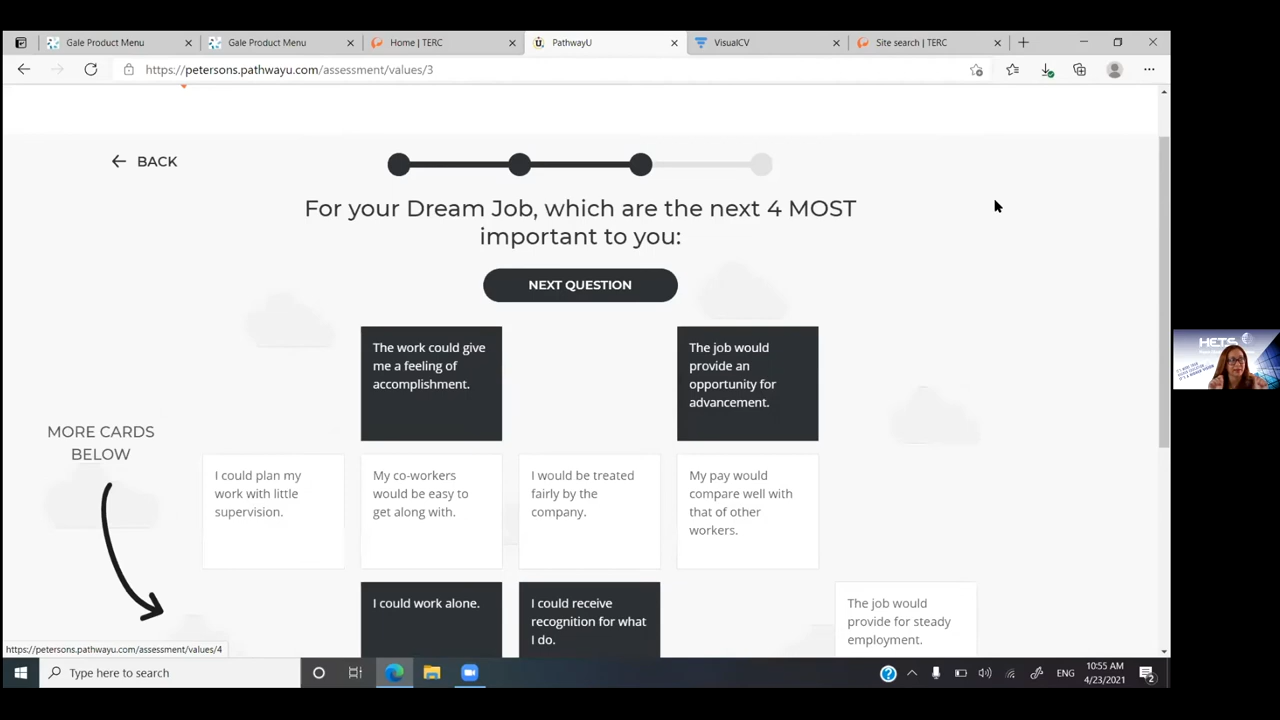 Gale Product Menu
Gale Product Menu
Home | TERC
PathwayU
VisualCV
Site search | TERC
https://petersons.pathwayu.com/assessment/values/3
BACK
For your Dream Job, which are the next 4 MOST
important to you:
NEXT QUESTION
The work could give
me a feeling of
accomplishment.
The job would
provide an
opportunity for
advancement.
MORE CARDS
BELOW
I could plan my
work with little
supervision.
My co-workers
would be easy to
get along with.
I would be treated
fairly by the
company.
My pay would
compare well with
that of other
workers.
I could work alone.
I could receive
recognition for what
I do.
The job would
provide for steady
employment.
https://petersons.pathwayu.com/assessment/values/4
Type here to search
ENG
10:55 AM
4/23/2021
2
HETS